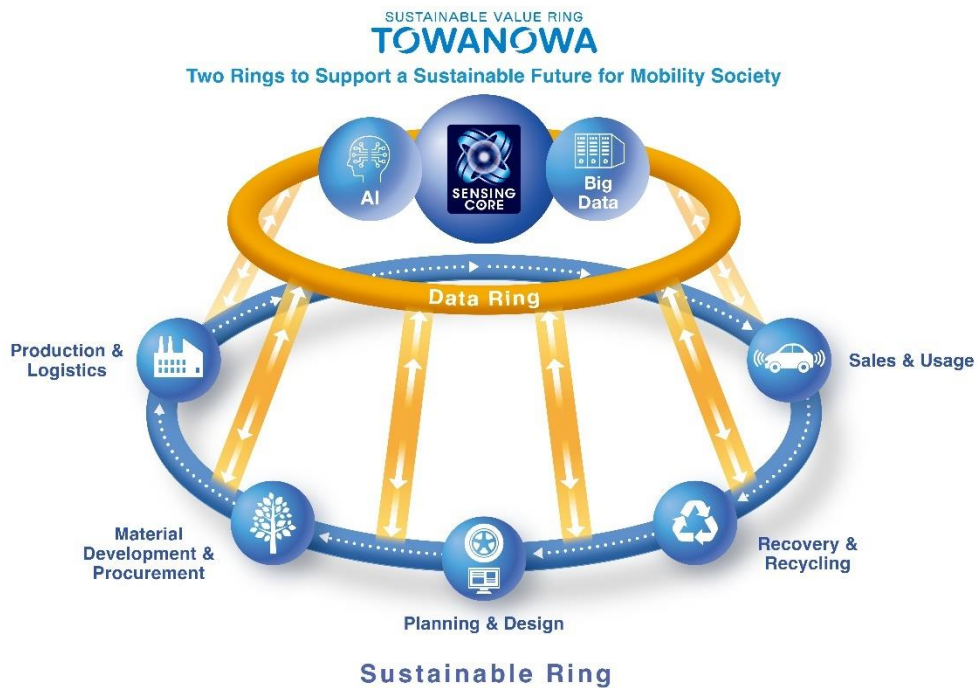 SUSTAINABLE VALUE RING
TOWANOWA
Two Rings to Support a Sustainable Future for Mobility Society
AI
SENSING
CORE
Big
Data
Data Ring
Production &
Logistics
Sales & Usage
Material
Development &
Procurement
Recovery &
Recycling
Planning & Design
Sustainable Ring